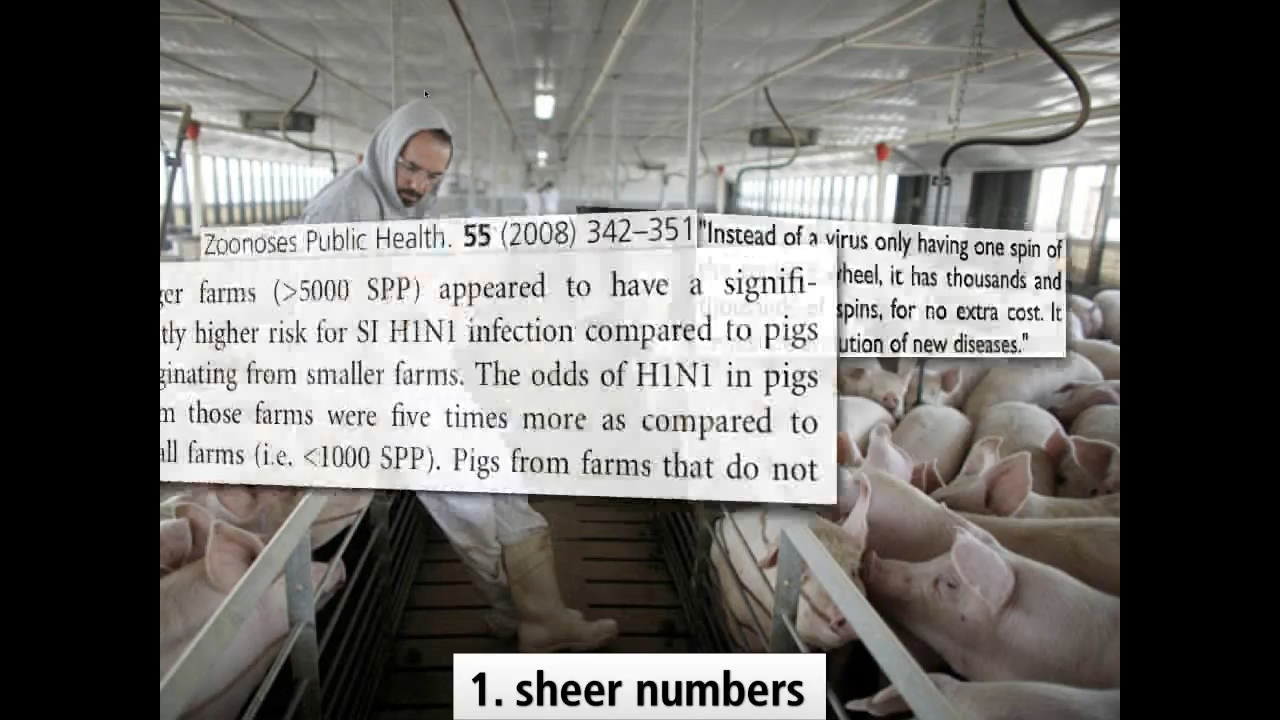 Zoonoses Public Health. 55 (2008) 342–351
"Instead of a virus only having one spin of
wheel, it has thousands and
spins, for no extra cost. It
ution of new diseases."
ger farms (>5000 SPP) appeared to have a signifi-
tly higher risk for SI H1N1 infection compared to pigs
ginating from smaller farms. The odds of H1N1 in pigs
m those farms were five times more as compared to
all farms (i.e. <1000 SPP). Pigs from farms that do not
1. sheer numbers